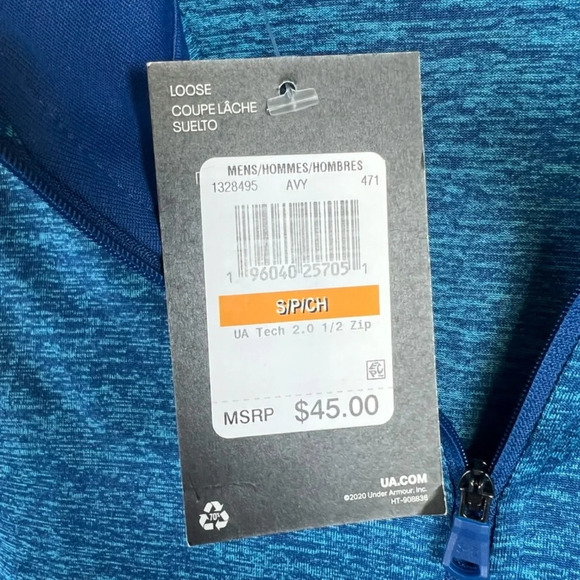 LOOSE
COUPE LÂCHE
SUELTO
MENS/HOMMES/HOMBRES
1328495 AVY 471
1 96040 25705 1
S/P/CH
UA Tech 2.0 1/2 Zip
MSRP $45.00
UA.COM
©2020 Under Armour, Inc.
HT-908836